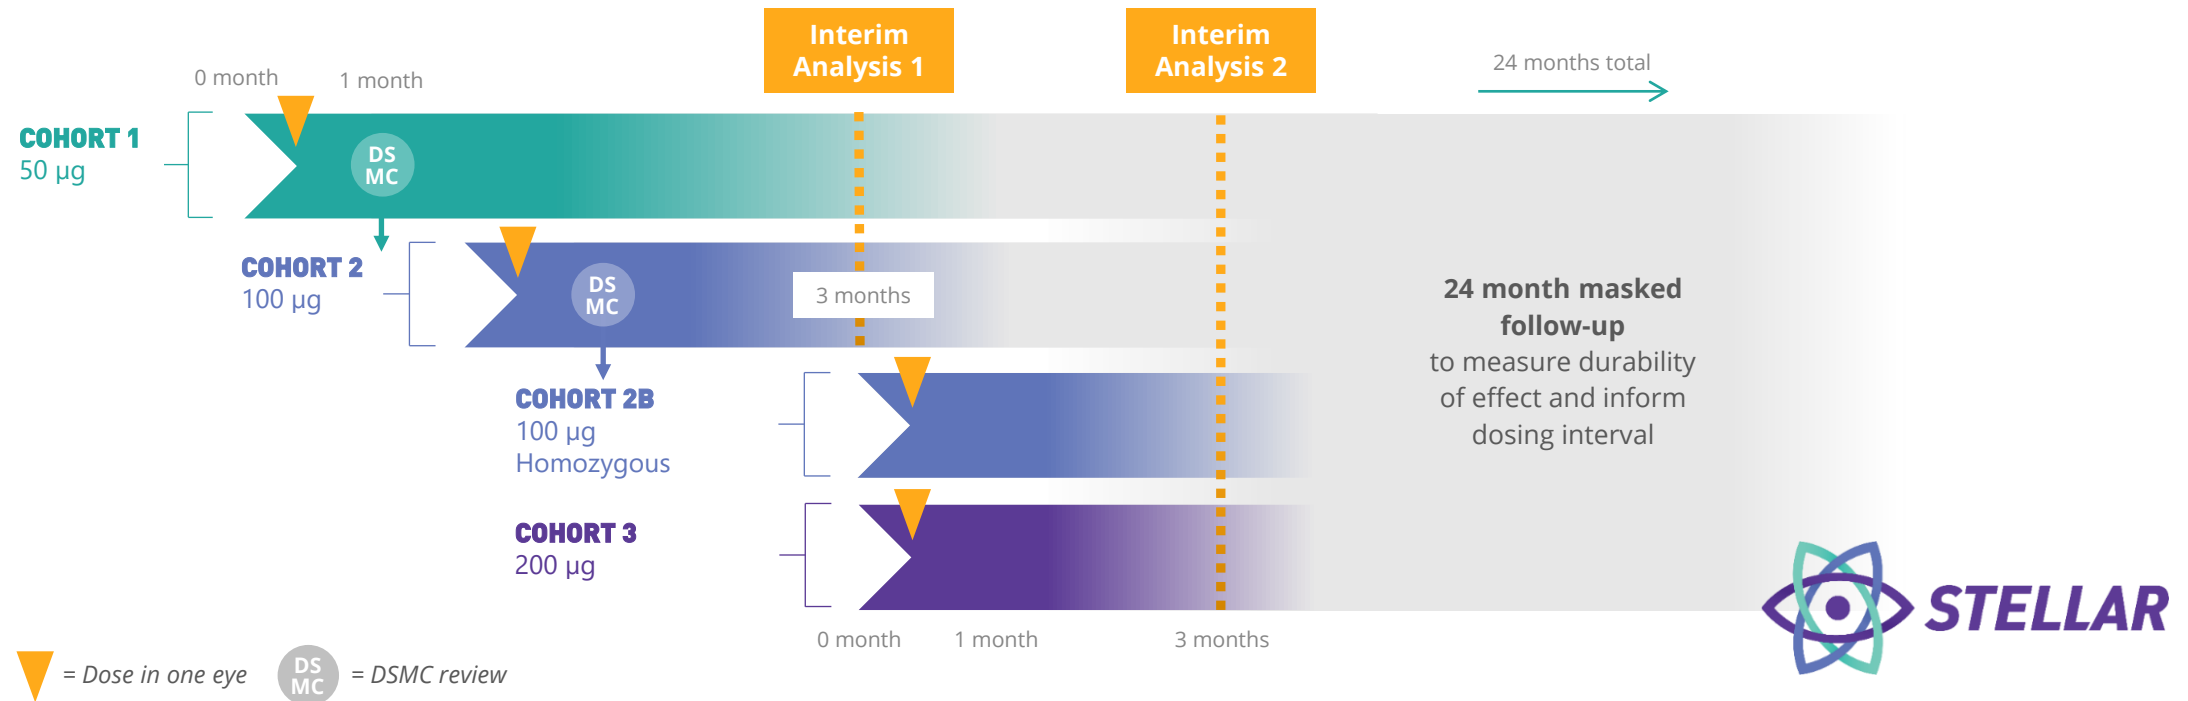 Interim
Analysis 1
Interim
Analysis 2
0 month
1 month
24 months total
COHORT 1
50 µg
DS
MC
COHORT 2
100 µg
DS
MC
3 months
24 month masked
follow-up
to measure durability
of effect and inform
dosing interval
COHORT 2B
100 µg
Homozygous
COHORT 3
200 µg
0 month
1 month
3 months
STELLAR
= Dose in one eye
DS
MC
= DSMC review